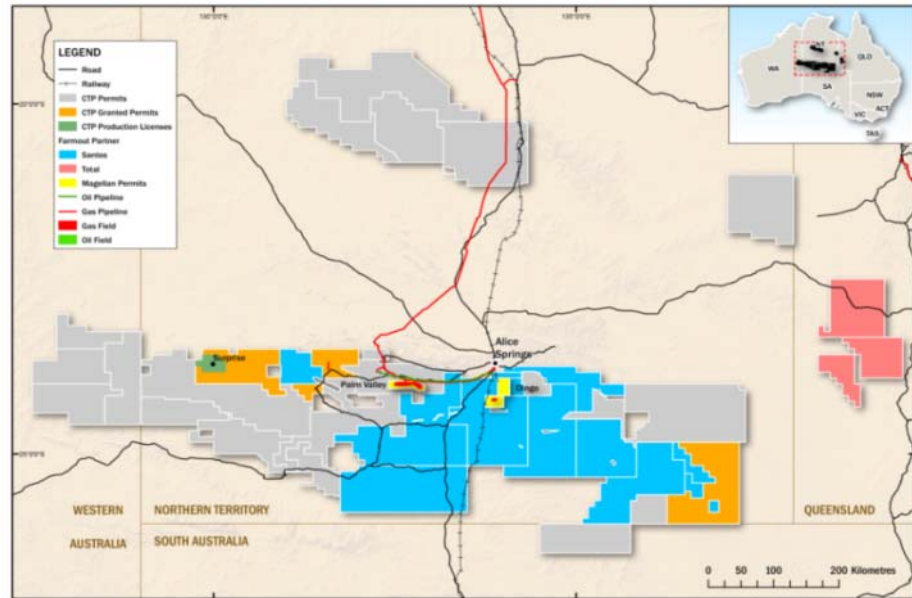 LEGEND
Road
Railway
CTP Permits
CTP Granted Permits
CTP Production Licenses
Farmout Partner
Santos
Total
Magellan Permits
Oil Pipeline
Gas Pipeline
Gas Field
Oil Field
WA
NT
QLD
SA
NSW
ACT
VIC
TAS
Alice
Springs
Surprise
Palm Valley
Dingo
WESTERN
AUSTRALIA
NORTHERN TERRITORY
SOUTH AUSTRALIA
QUEENSLAND
0 50 100 200 Kilometres